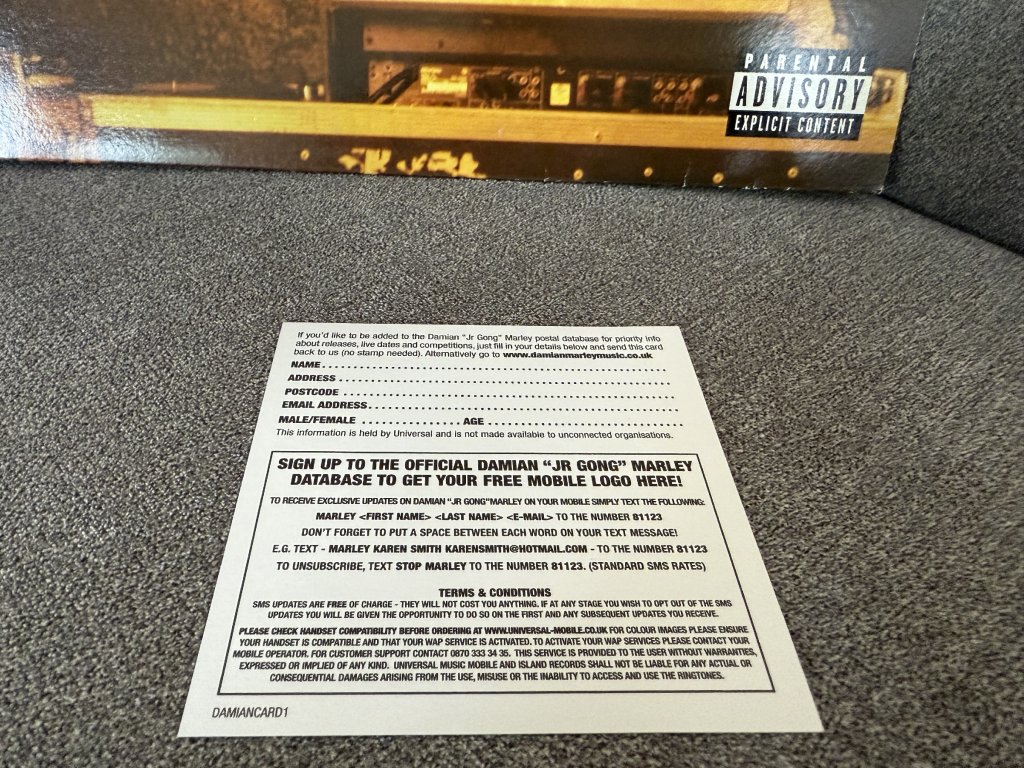 PARENTAL
ADVISORY
EXPLICIT CONTENT
If you'd like to be added to the Damian "Jr Gong" Marley postal database for priority info
about releases, live dates and competitions, just fill in your details below and send this card
back to us (no stamp needed). Alternatively go to www.damianmarleymusic.co.uk
NAME
ADDRESS
POSTCODE
EMAIL ADDRESS
MALE/FEMALE AGE
This information is held by Universal and is not made available to unconnected organisations.
SIGN UP TO THE OFFICIAL DAMIAN "JR GONG" MARLEY
DATABASE TO GET YOUR FREE MOBILE LOGO HERE!
TO RECEIVE EXCLUSIVE UPDATES ON DAMIAN "JR GONG"MARLEY ON YOUR MOBILE SIMPLY TEXT THE FOLLOWING:
MARLEY <FIRST NAME> <LAST NAME> <E-MAIL> TO THE NUMBER 81123
DON'T FORGET TO PUT A SPACE BETWEEN EACH WORD ON YOUR TEXT MESSAGE!
E.G. TEXT - MARLEY KAREN SMITH KARENSMITH@HOTMAIL.COM - TO THE NUMBER 81123
TO UNSUBSCRIBE, TEXT STOP MARLEY TO THE NUMBER 81123. (STANDARD SMS RATES)
TERMS & CONDITIONS
SMS UPDATES ARE FREE OF CHARGE - THEY WILL NOT COST YOU ANYTHING. IF AT ANY STAGE YOU WISH TO OPT OUT OF THE SMS
UPDATES YOU WILL BE GIVEN THE OPPORTUNITY TO DO SO ON THE FIRST AND ANY SUBSEQUENT UPDATES YOU RECEIVE.
PLEASE CHECK HANDSET COMPATIBILITY BEFORE ORDERING AT WWW.UNIVERSAL-MOBILE.CO.UK FOR COLOUR IMAGES PLEASE ENSURE
YOUR HANDSET IS COMPATIBLE AND THAT YOUR WAP SERVICE IS ACTIVATED. TO ACTIVATE YOUR WAP SERVICES PLEASE CONTACT YOUR
MOBILE OPERATOR. FOR CUSTOMER SUPPORT CONTACT 0870 333 34 35. THIS SERVICE IS PROVIDED TO THE USER WITHOUT WARRANTIES,
EXPRESSED OR IMPLIED OF ANY KIND. UNIVERSAL MUSIC MOBILE AND ISLAND RECORDS SHALL NOT BE LIABLE FOR ANY ACTUAL OR
CONSEQUENTIAL DAMAGES ARISING FROM THE USE, MISUSE OR THE INABILITY TO ACCESS AND USE THE RINGTONES.
DAMIANCARD1